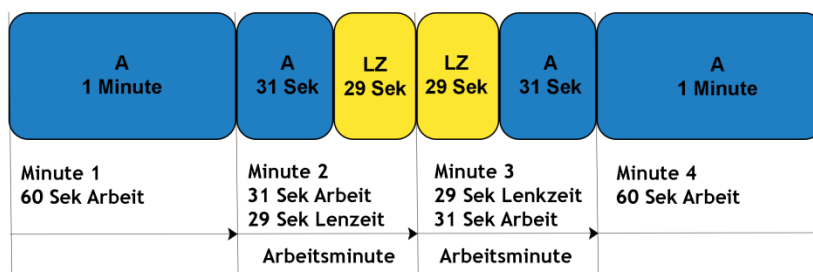 A
1 Minute
A
31 Sek
LZ
29 Sek
LZ
29 Sek
A
31 Sek
A
1 Minute
Minute 1
60 Sek Arbeit
Minute 2
31 Sek Arbeit
29 Sek Lenzeit
Minute 3
29 Sek Lenkzeit
31 Sek Arbeit
Minute 4
60 Sek Arbeit
Arbeitsminute
Arbeitsminute